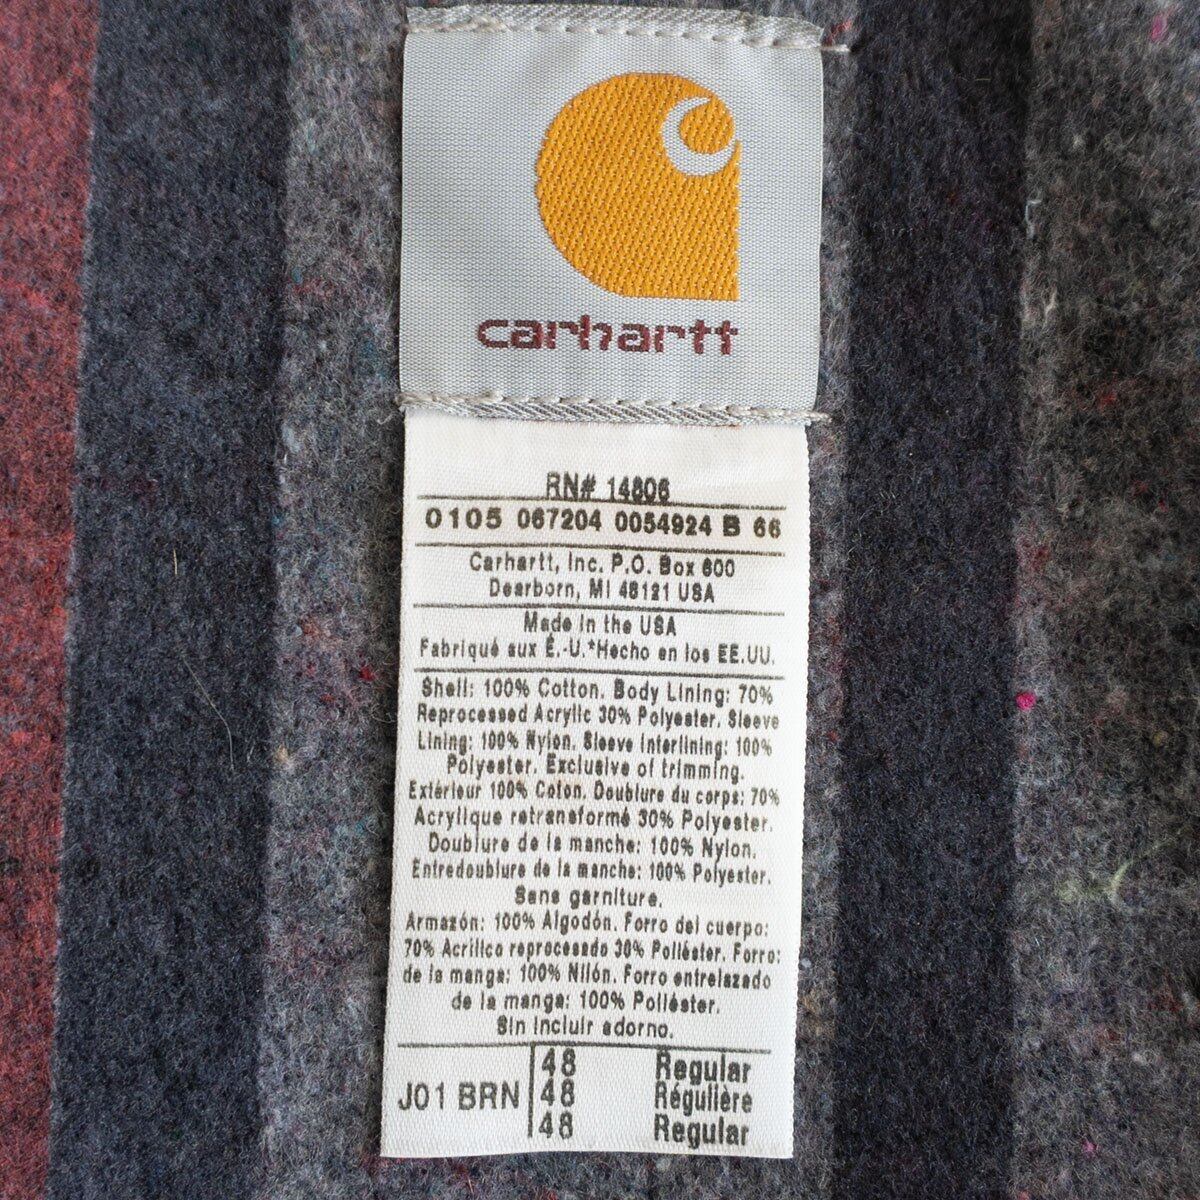 carhartt
RN# 14806
0105 067204 0054924 B 66
Carhartt, Inc. P.O. Box 600
Dearborn, MI 48121 USA
Made in the USA
Fabriqué aux É.-U.*Hecho en los EE.UU.
Shell: 100% Cotton. Body Lining: 70%
Reprocessed Acrylic 30% Polyester. Sleeve
Lining: 100% Nylon. Sleeve Interlining: 100%
Polyester. Exclusive of trimming.
Extérieur 100% Coton. Doublure du corps: 70%
Acrylique retransformé 30% Polyester.
Doublure de la manche: 100% Nylon.
Entredoublure de la manche: 100% Polyester.
Sans garniture.
Armazón: 100% Algodón. Forro del cuerpo:
70% Acrílico reprocesado 30% Poliéster. Forro:
de la manga: 100% Nilón. Forro entrelazado
de la manga: 100% Poliéster.
Sin incluir adorno.
J01 BRN
48 Regular
48 Régulière
48 Regular